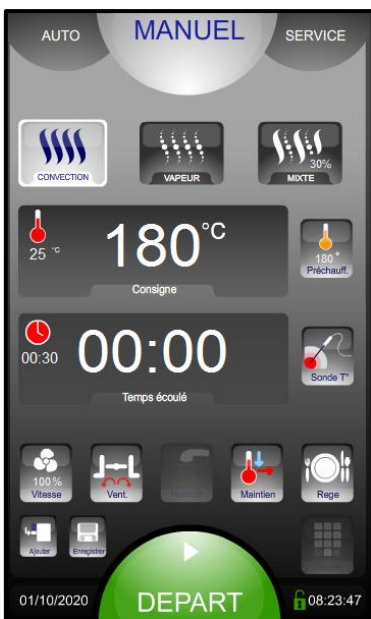 AUTO MANUEL SERVICE
CONVECTION VAPEUR 30% MIXTE
25 °C 180°C 180° Préchauff.
Consigne
00:30 00:00 Sonde T°
Temps écoulé
100%
Vitesse Vent. Maintien Rege
Ajouter Enregistrer
DEPART
01/10/2020 08:23:47